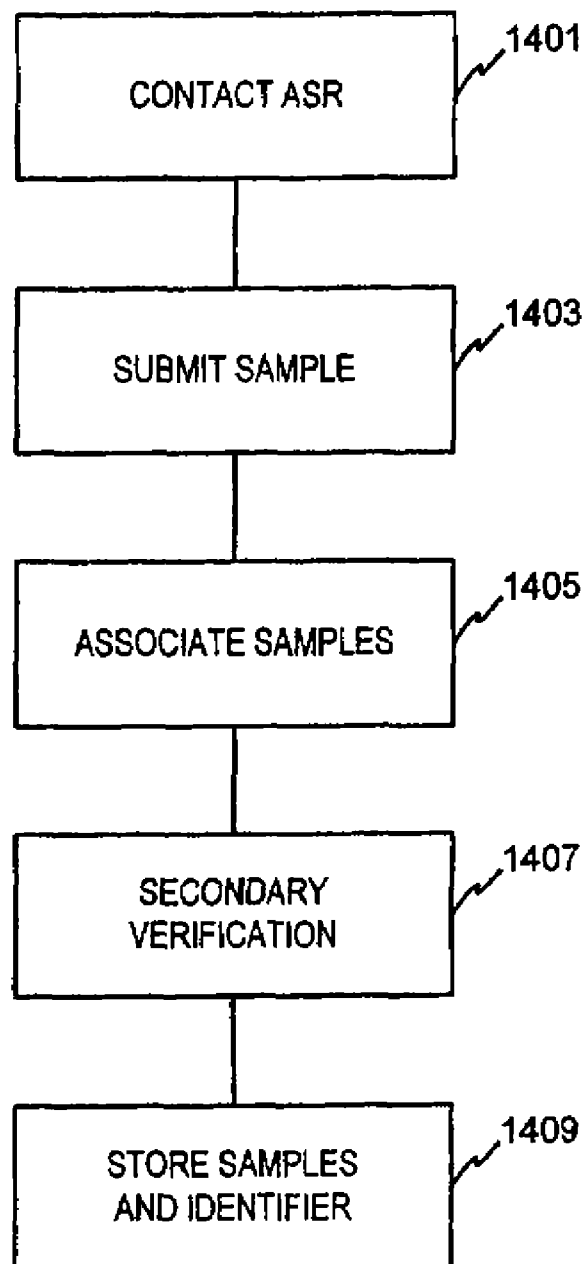 1401
CONTACT ASR
1403
SUBMIT SAMPLE
1405
ASSOCIATE SAMPLES
1407
SECONDARY
VERIFICATION
1409
STORE SAMPLES
AND IDENTIFIER